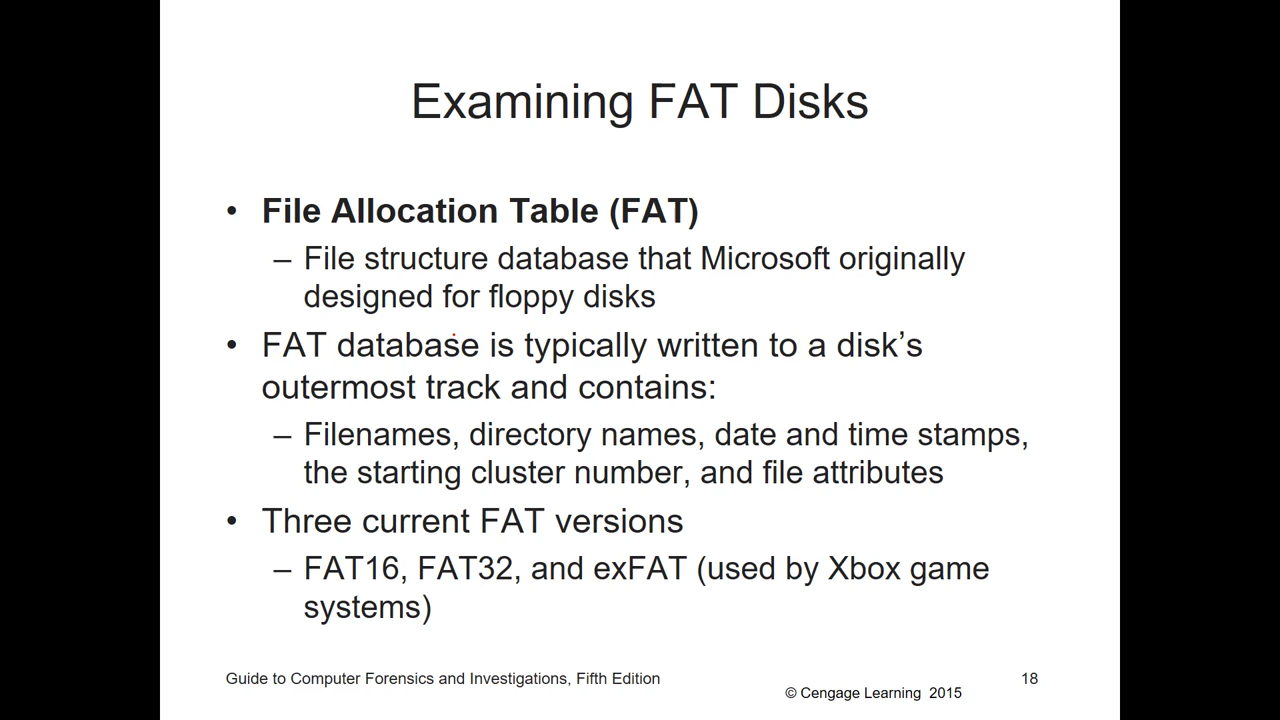 Examining FAT Disks
• File Allocation Table (FAT)
– File structure database that Microsoft originally
designed for floppy disks
• FAT database is typically written to a disk’s
outermost track and contains:
– Filenames, directory names, date and time stamps,
the starting cluster number, and file attributes
• Three current FAT versions
– FAT16, FAT32, and exFAT (used by Xbox game
systems)
Guide to Computer Forensics and Investigations, Fifth Edition
18
© Cengage Learning 2015